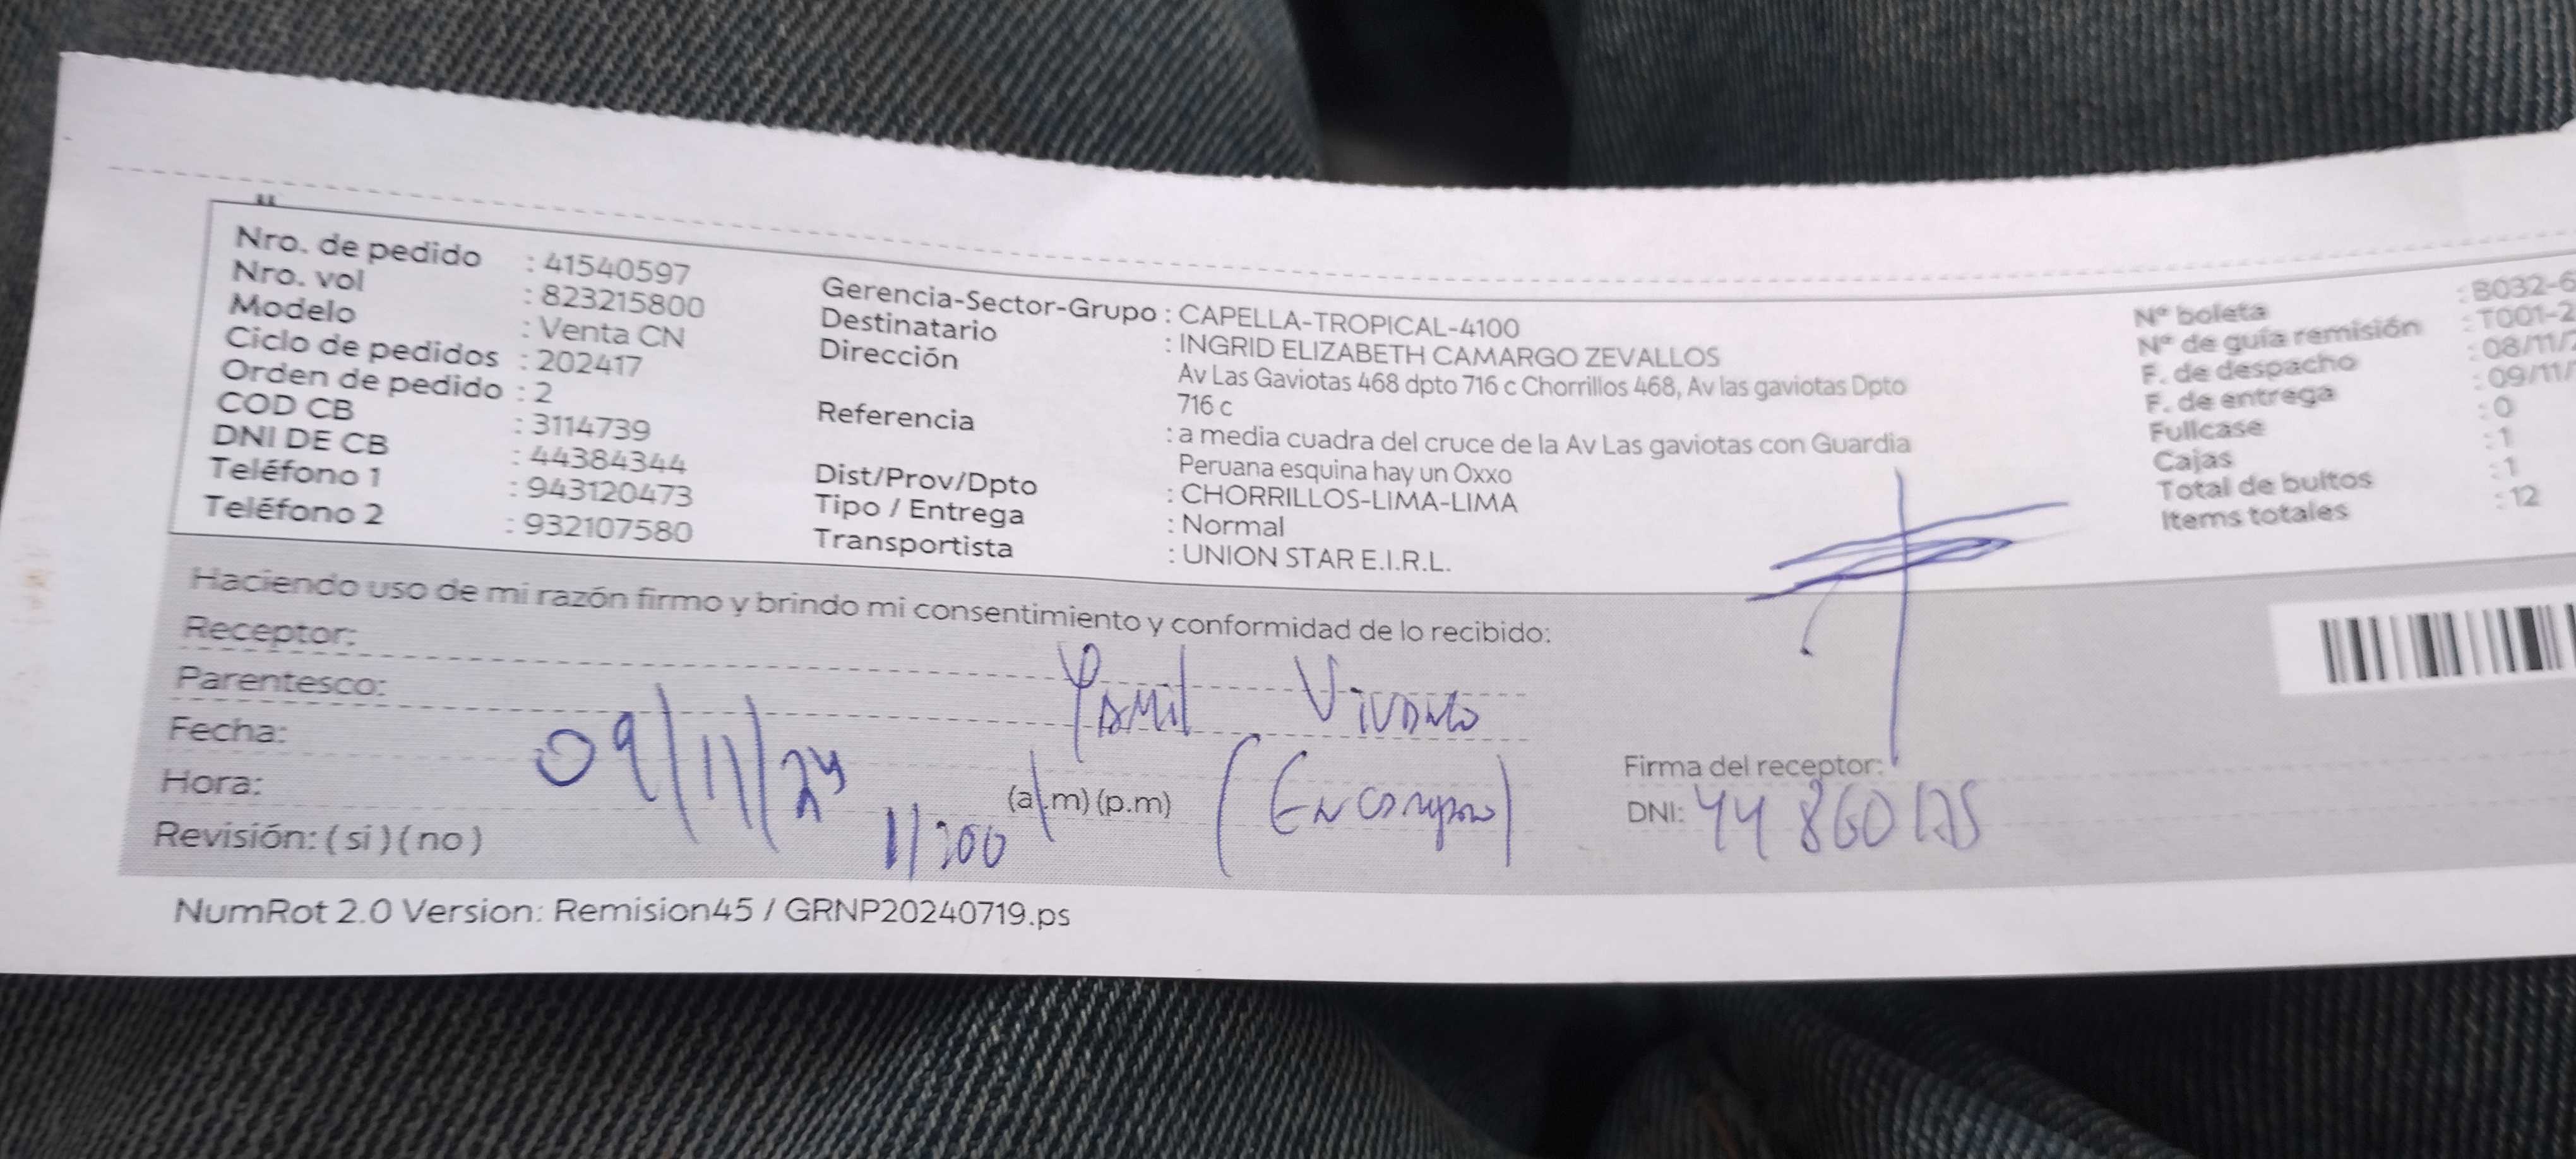 Nro. de pedido : 41540597
Nro. vol : 823215800
Modelo : Venta CN
Ciclo de pedidos : 202417
Orden de pedido : 2
COD CB : 3114739
DNI DE CB : 44384344
Teléfono 1 : 943120473
Teléfono 2 : 932107580
Gerencia-Sector-Grupo : CAPELLA-TROPICAL-4100
Destinatario : INGRID ELIZABETH CAMARGO ZEVALLOS
Dirección Av Las Gaviotas 468 dpto 716 c Chorrillos 468, Av las gaviotas Dpto
716 c
Referencia : a media cuadra del cruce de la Av Las gaviotas con Guardia
Peruana esquina hay un Oxxo
Dist/Prov/Dpto : CHORRILLOS-LIMA-LIMA
Tipo / Entrega : Normal
Transportista : UNION STAR E.I.R.L.
Nº boleta : B032-6
Nº de guía remisión : T001-2
F. de despacho : 08/11/2
F. de entrega : 09/11/
Fullcase : 0
Cajas : 1
Total de bultos : 1
Items totales : 12
Haciendo uso de mi razón firmo y brindo mi consentimiento y conformidad de lo recibido:
Receptor:
Parentesco: Yamil Vivanco
Fecha: 09/11/24
Hora: (a.m) (p.m)
Revisión: ( si ) ( no )
Firma del receptor:
DNI:
NumRot 2.0 Version: Remision45 / GRNP20240719.ps